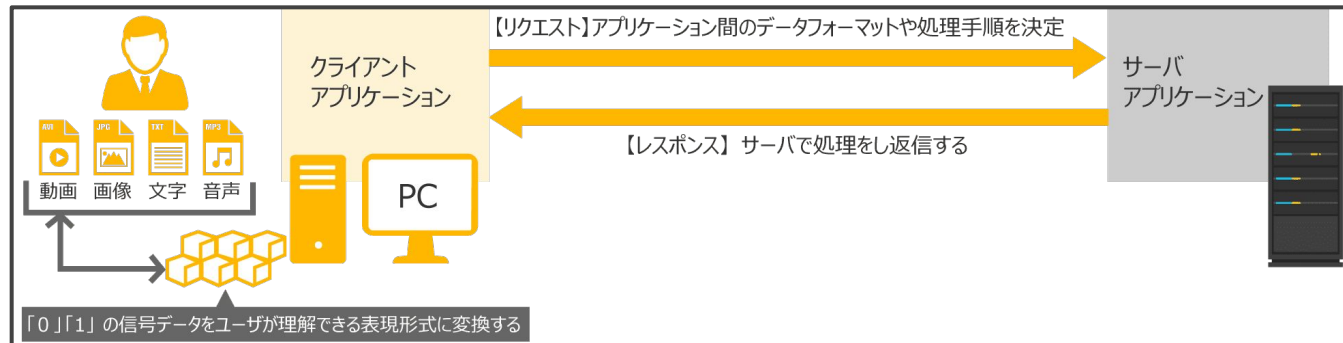 【リクエスト】アプリケーション間のデータフォーマットや処理手順を決定
クライアント
アプリケーション
サーバ
アプリケーション
【レスポンス】 サーバで処理をし返信する
AVI JPG TXT MP3
動画 画像 文字 音声
PC
「0」「1」の信号データをユーザが理解できる表現形式に変換する